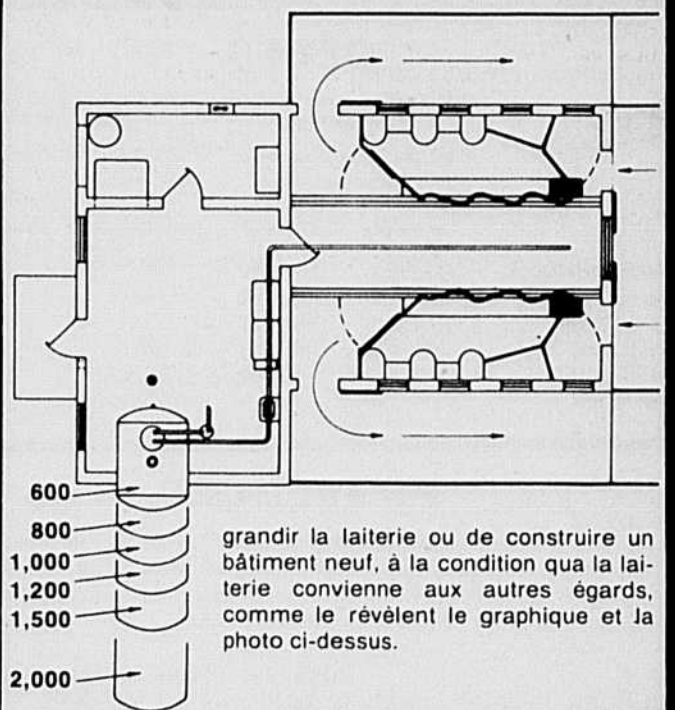 600
800
1,000
1,200
1,500
2,000
grandir la laiterie ou de construire un
bâtiment neuf, à la condition qua la lai-
terie convienne aux autres égards,
comme le révèlent le graphique et la
photo ci-dessus.